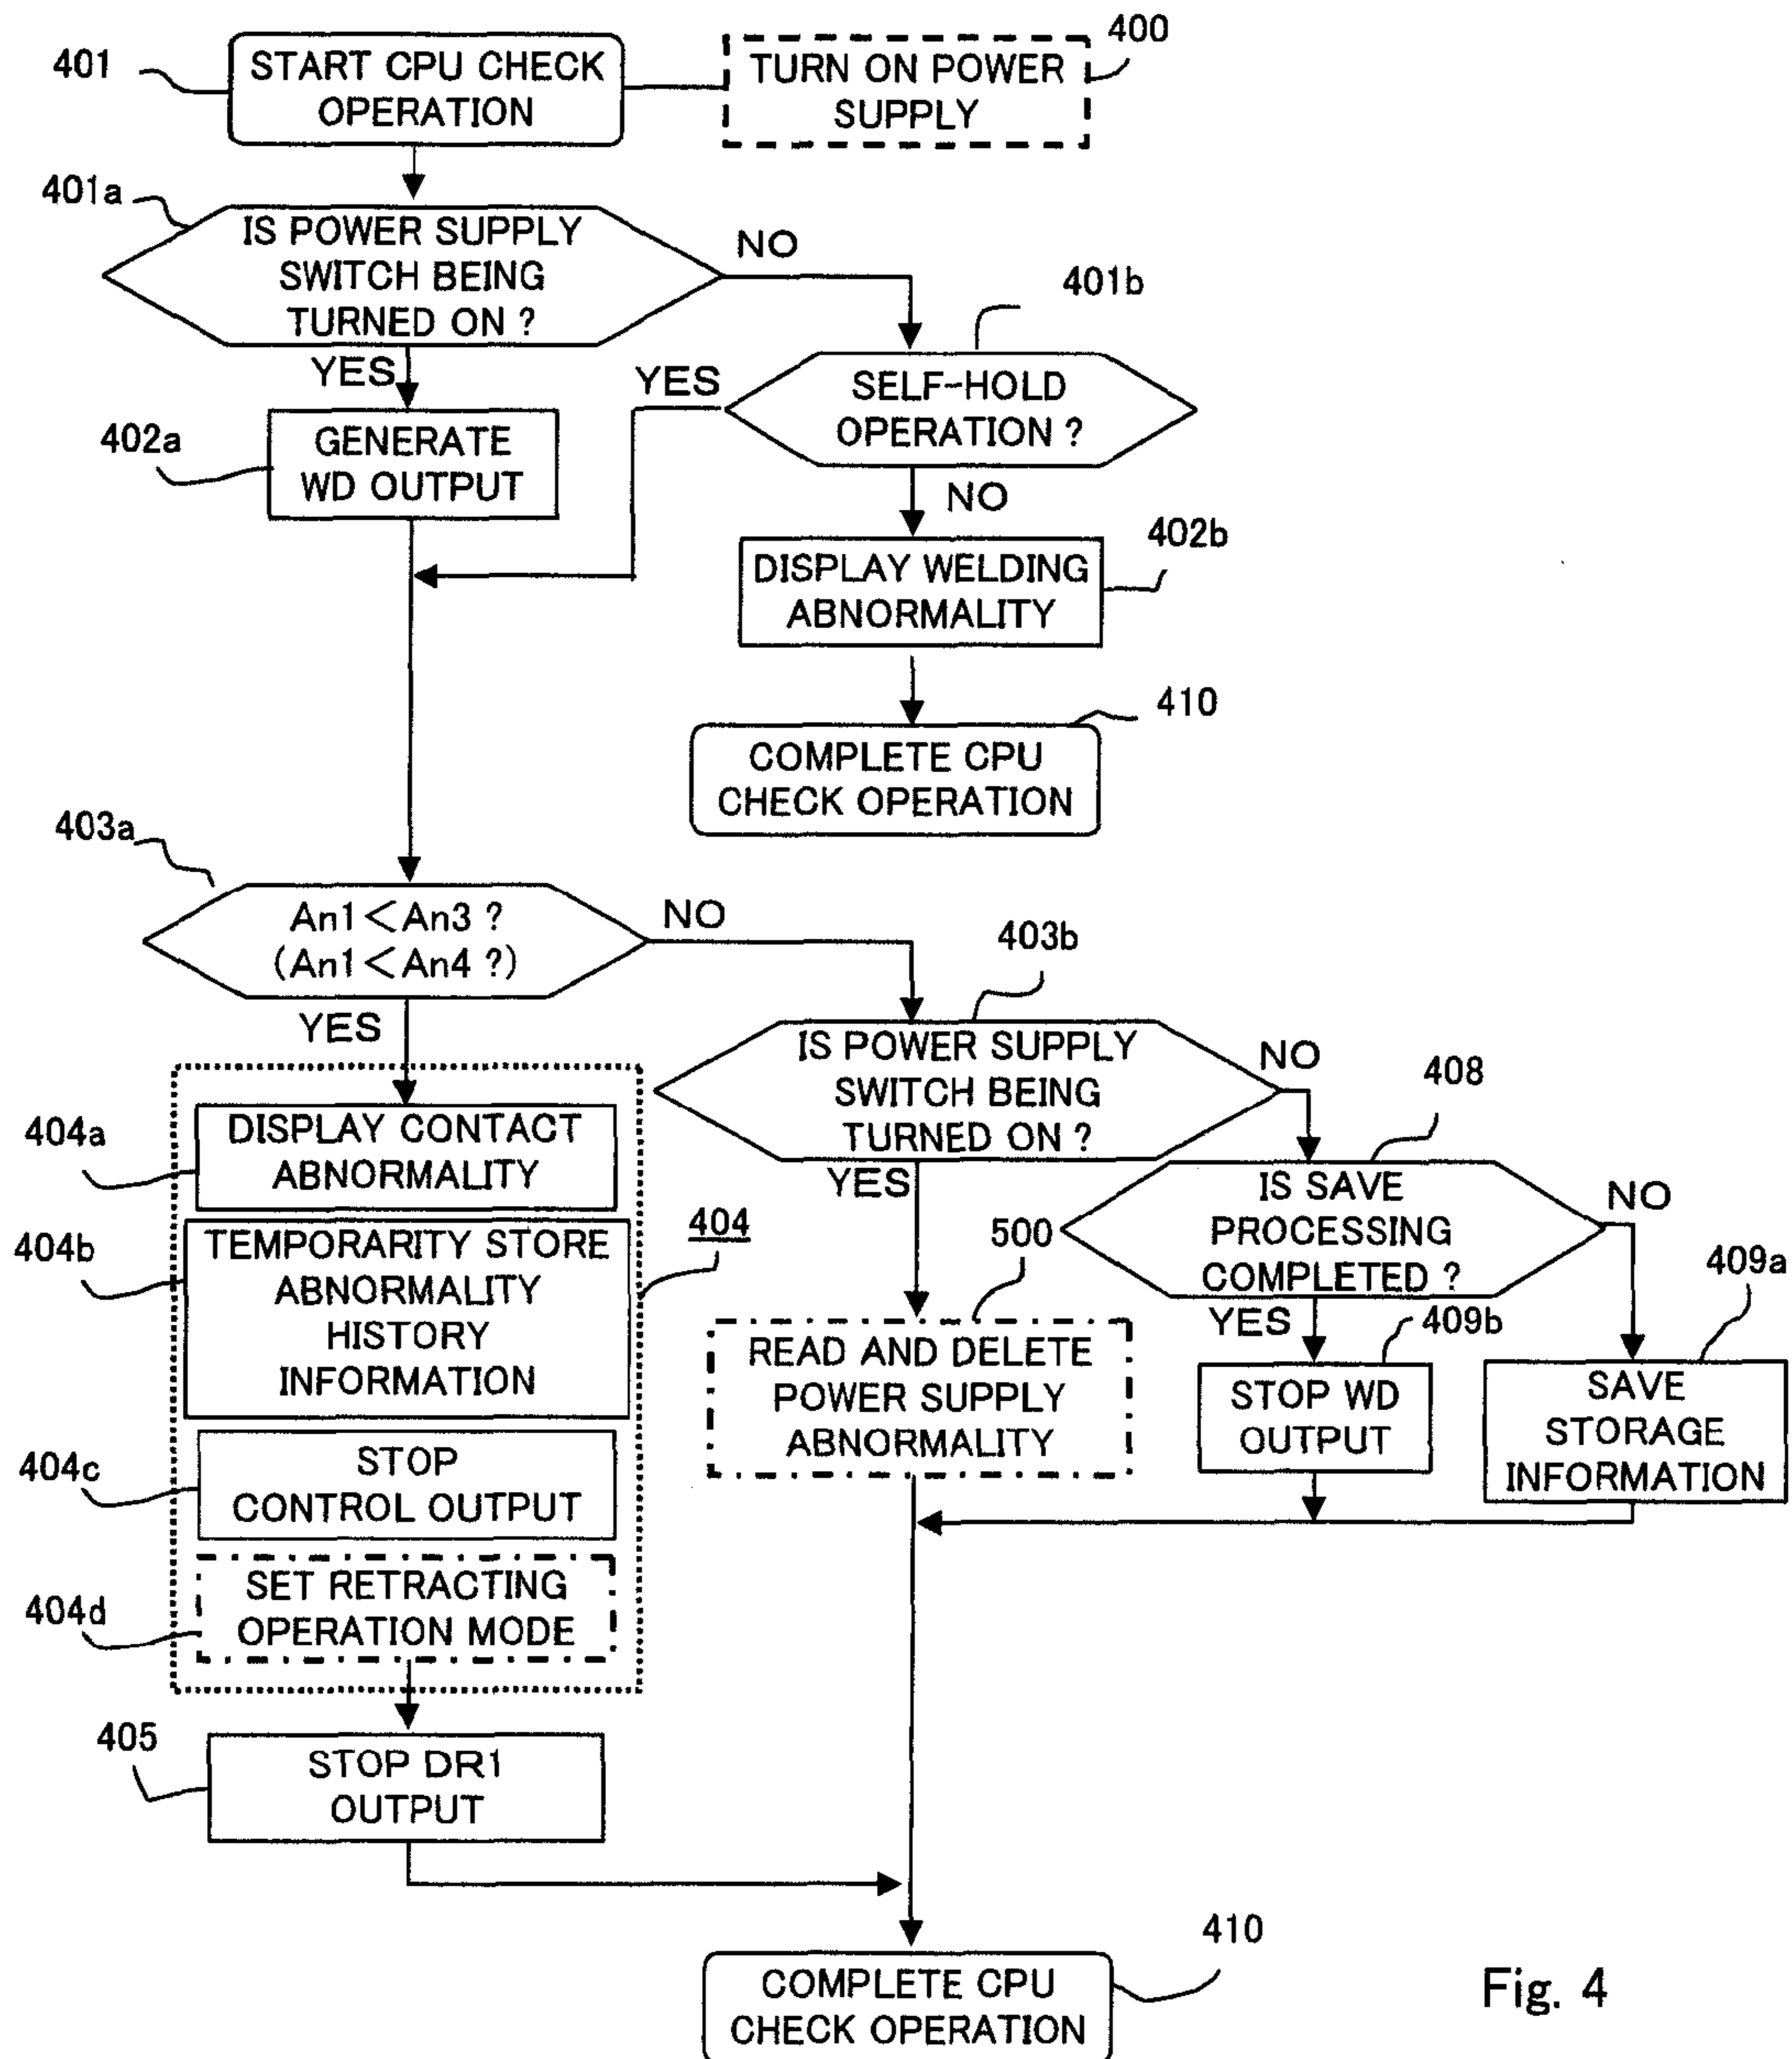 400
401
START CPU CHECK
OPERATION
TURN ON POWER
SUPPLY
401a
IS POWER SUPPLY
SWITCH BEING
TURNED ON ?
NO
YES
401b
SELF-HOLD
OPERATION ?
YES
NO
402a
GENERATE
WD OUTPUT
402b
DISPLAY WELDING
ABNORMALITY
410
COMPLETE CPU
CHECK OPERATION
403a
An1<An3 ?
(An1<An4 ?)
NO
YES
403b
IS POWER SUPPLY
SWITCH BEING
TURNED ON ?
NO
YES
408
IS SAVE
PROCESSING
COMPLETED ?
NO
YES
404
404a
DISPLAY CONTACT
ABNORMALITY
404b
TEMPORARITY STORE
ABNORMALITY
HISTORY
INFORMATION
404c
STOP
CONTROL OUTPUT
404d
SET RETRACTING
OPERATION MODE
500
READ AND DELETE
POWER SUPPLY
ABNORMALITY
409b
STOP WD
OUTPUT
409a
SAVE
STORAGE
INFORMATION
405
STOP DR1
OUTPUT
410
COMPLETE CPU
CHECK OPERATION
Fig. 4